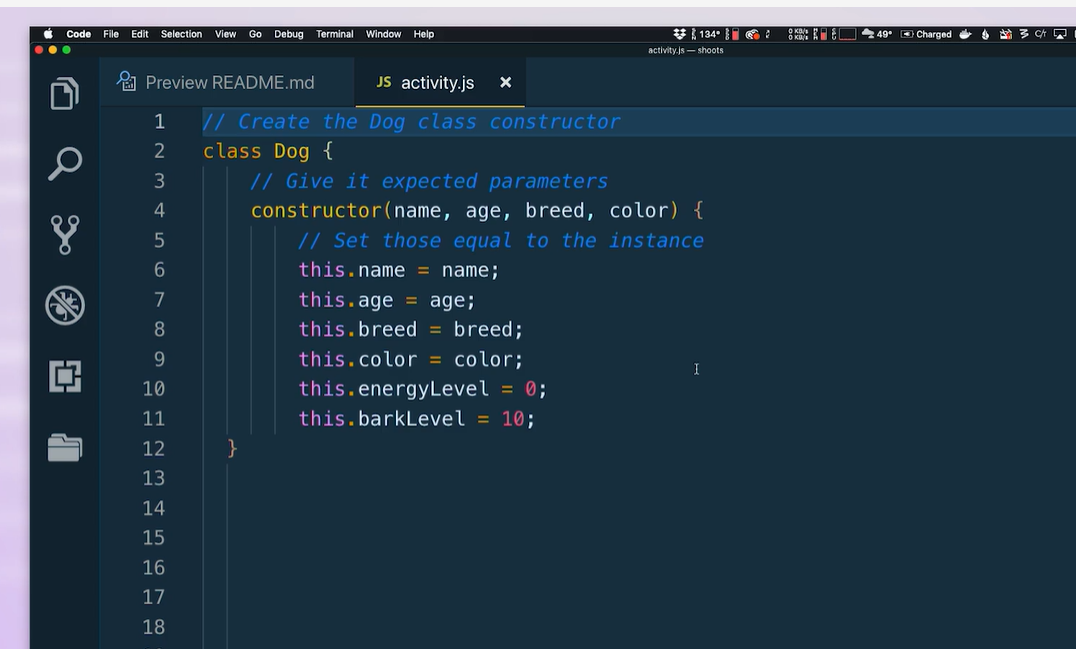 Code File Edit Selection View Go Debug Terminal Window Help 134° 0 KB/s 0 KB/s 49° Charged
activity.js — shoots
Preview README.md JS activity.js
1 // Create the Dog class constructor
2 class Dog {
3 // Give it expected parameters
4 constructor(name, age, breed, color) {
5 // Set those equal to the instance
6 this.name = name;
7 this.age = age;
8 this.breed = breed;
9 this.color = color;
10 this.energyLevel = 0;
11 this.barkLevel = 10;
12 }
13
14
15
16
17
18